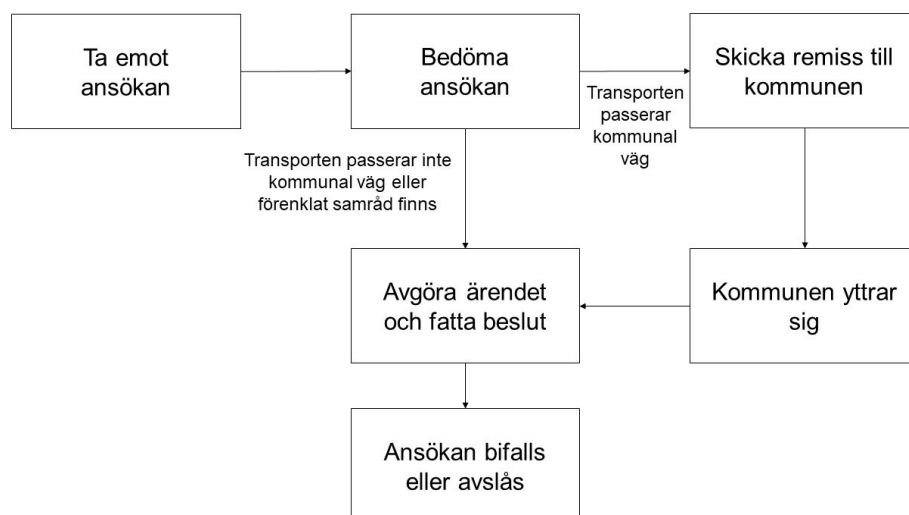 Ta emot
ansökan
Bedöma
ansökan
Skicka remiss till
kommunen
Transporten
passerar
kommunal
väg
Transporten passerar inte
kommunal väg eller
förenklat samråd finns
Avgöra ärendet
och fatta beslut
Kommunen yttrar
sig
Ansökan bifalls
eller avslås